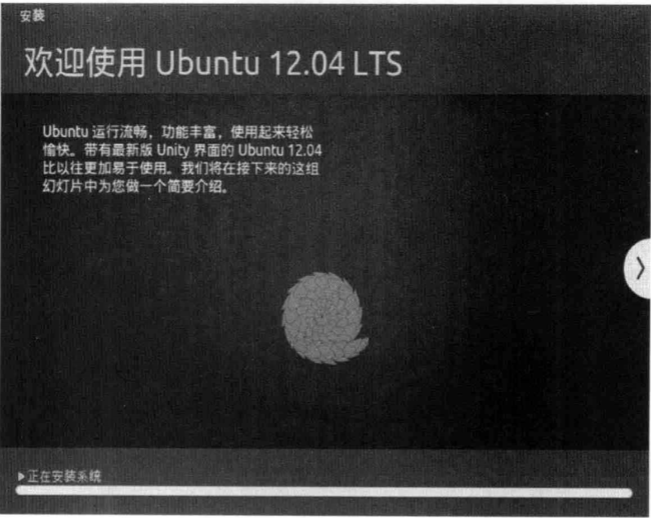 安装
欢迎使用 Ubuntu 12.04 LTS
Ubuntu 运行流畅，功能丰富，使用起来轻松
愉快。带有最新版 Unity 界面的 Ubuntu 12.04
比以往更加易于使用。我们将在接下来的这组
幻灯片中为您做一个简要介绍。
正在安装系统